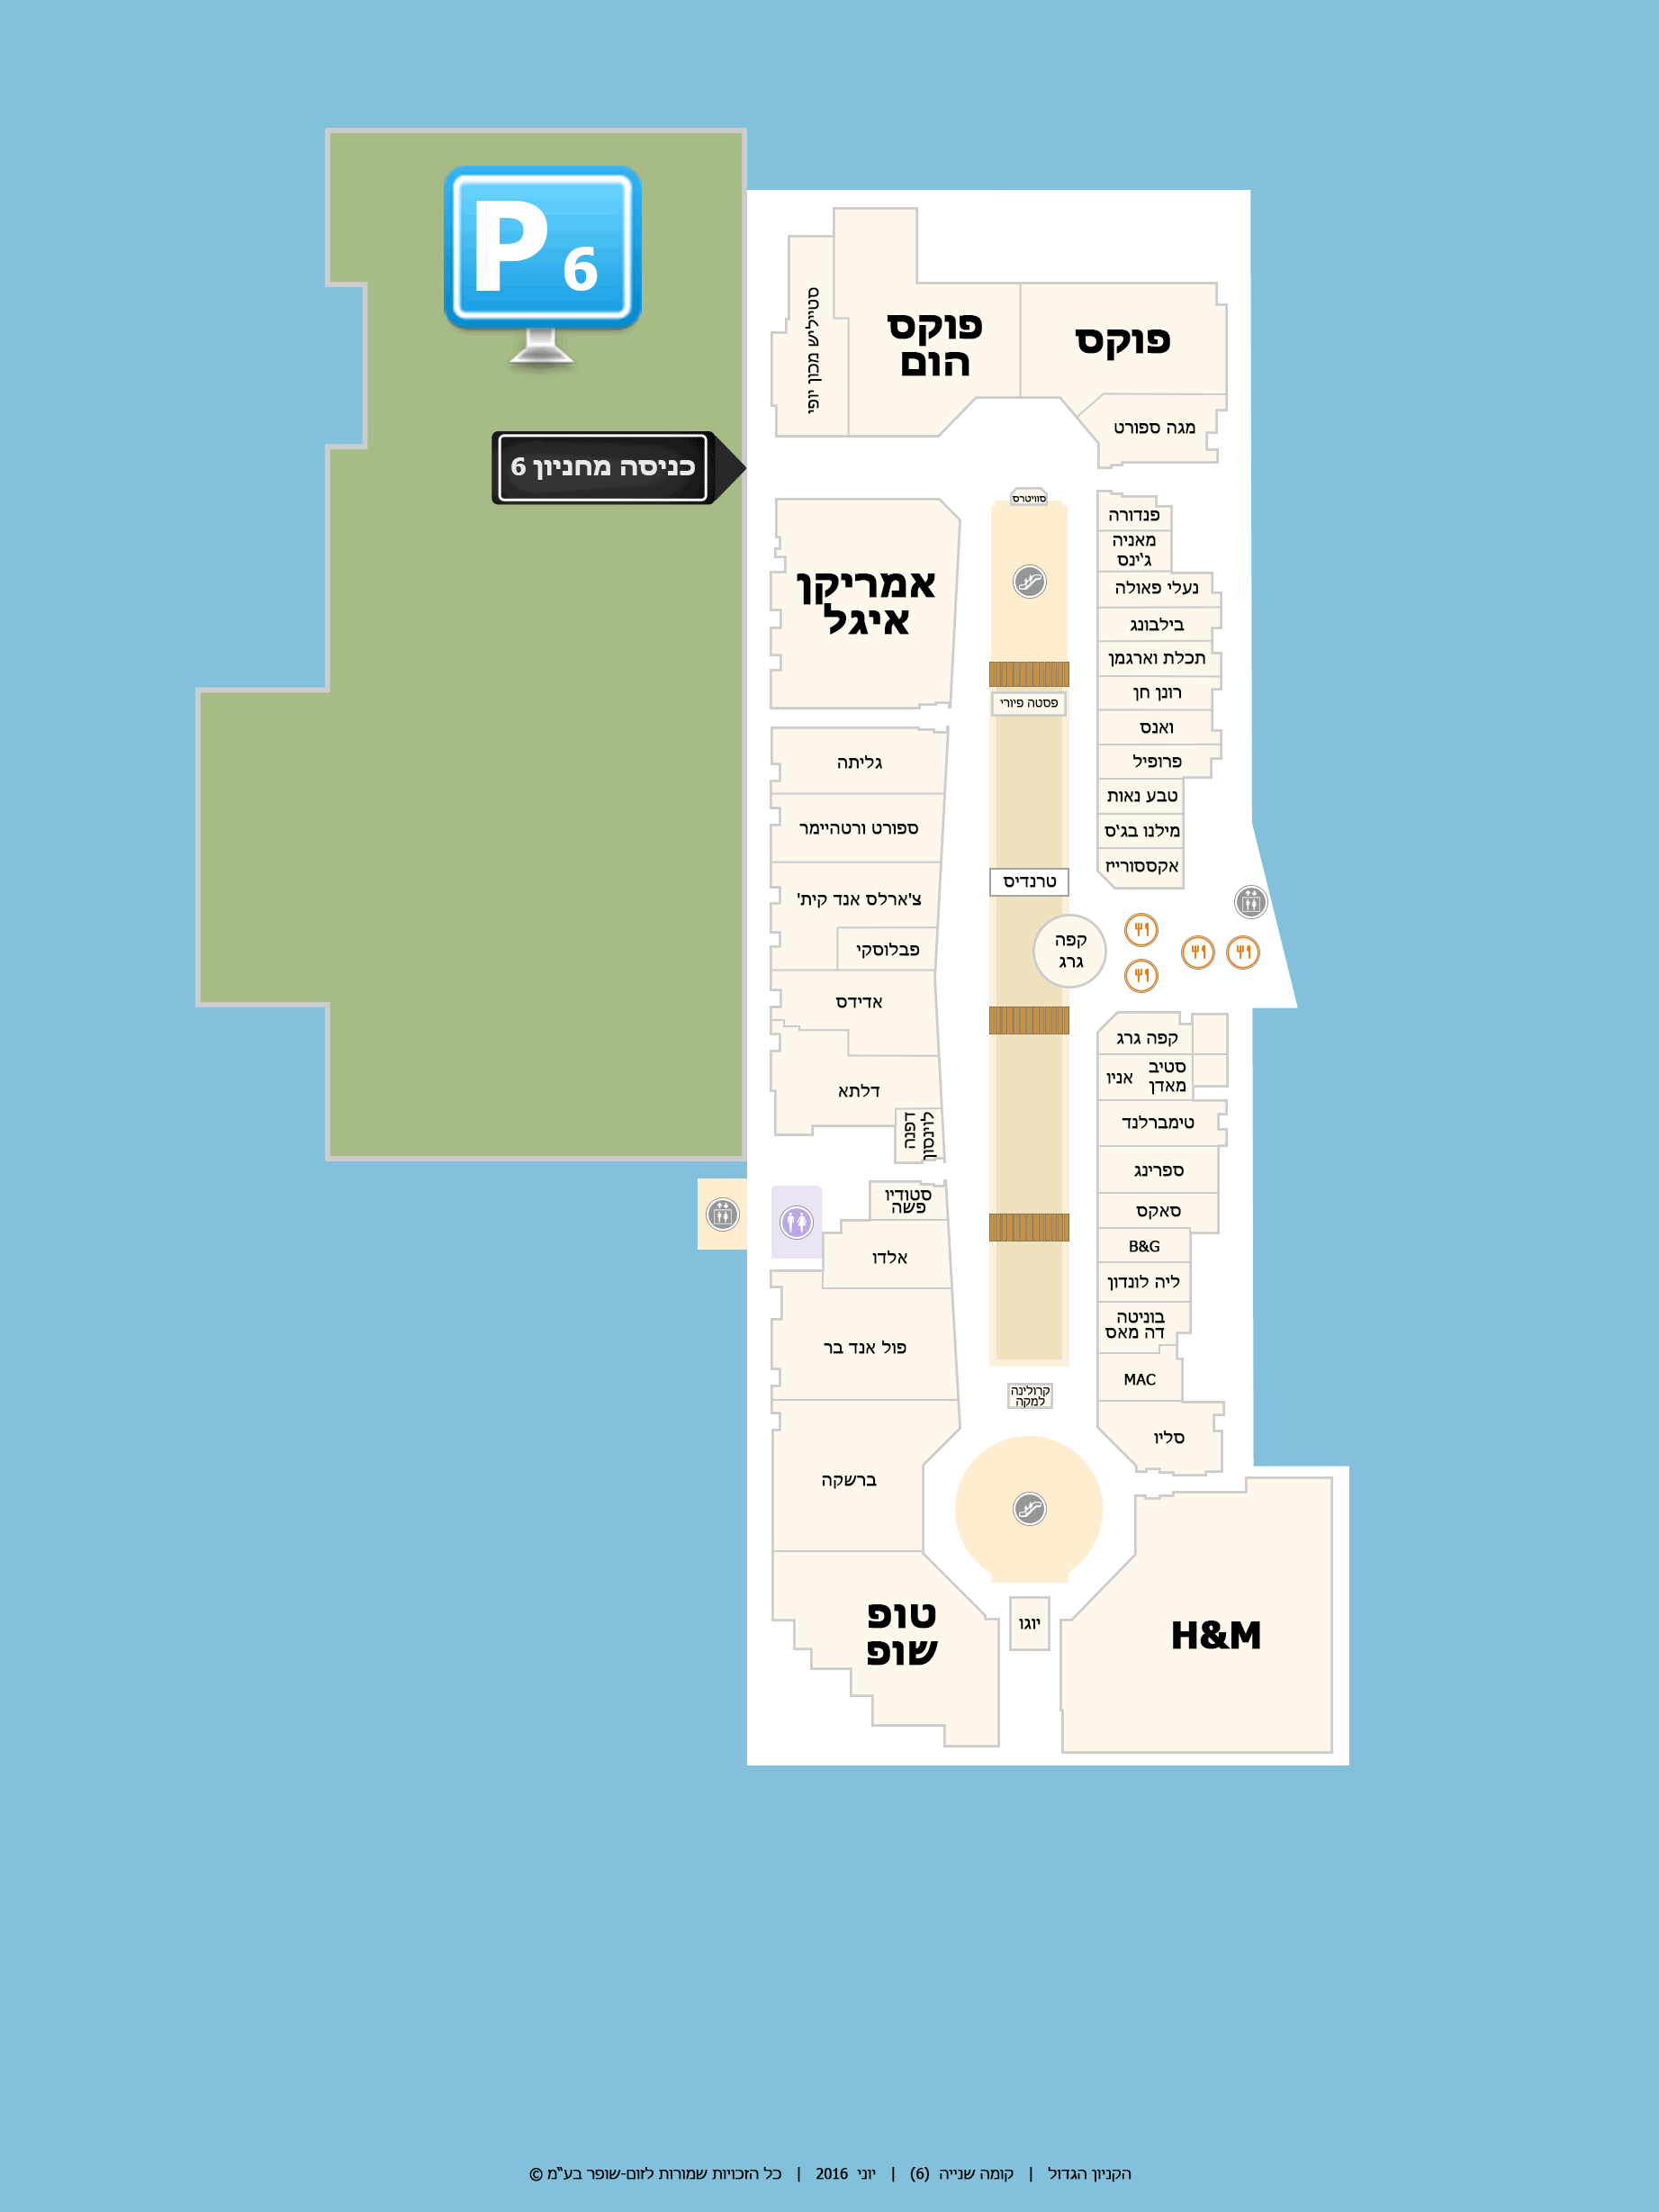 P 6
כניסה מחניון 6
סטייליש מכון יופי
פוקס
הום
פוקס
מגה ספורט
סוויטרס
פנדורה
מאניה
ג'ינס
נעלי פאולה
בילבונג
תכלת וארגמן
רונן חן
ואנס
פרופיל
טבע נאות
מילנו בג'ס
אקססורייז
אמריקן
איגל
פסטה פיורי
גליתה
ספורט ורטהיימר
צ'ארלס אנד קית'
פבלוסקי
אדידס
דלתא
דפנה
לוינסון
טרנדיס
קפה
גרג
קפה גרג
סטיב
מאדן
אניו
טימברלנד
ספרינג
סאקס
B&G
ליה לונדון
בוניטה
דה מאס
MAC
סליו
סטודיו
פשה
אלדו
פול אנד בר
ברשקה
קרולינה
למקה
טופ
שופ
יוגו
H&M
הקניון הגדול | קומה שנייה (6) | יוני 2016 | כל הזכויות שמורות לזום-שופר בע"מ ©